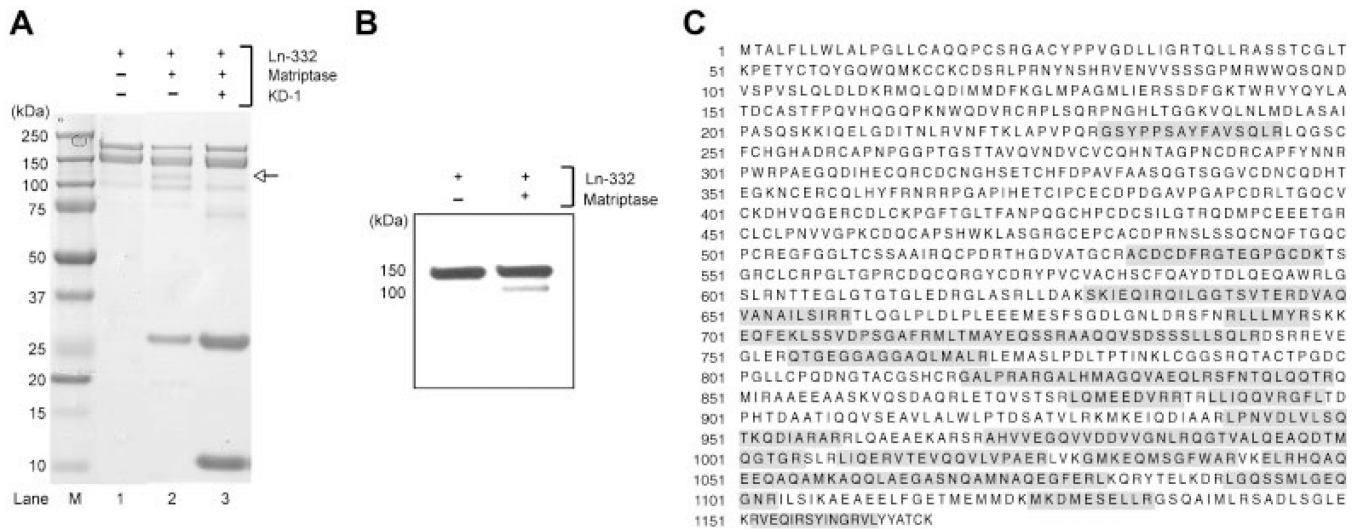 A
+ + + Ln-332
– + + Matriptase
– – + KD-1
(kDa)
250
150
100
75
50
37
25
20
15
10
Lane M 1 2 3
B
+ + Ln-332
– + Matriptase
(kDa)
150
100
C
1 MTALFLLWLALPGLLCAQQPCSRGACYPPVGDLLIGRTQLLRASSTCGLT
51 KPETYCTQYGQWQMKCCKCDSRLPRNYNSHRVENVVSSSGPMRWWQSQND
101 VSPVSLQLDLDKRMQLQDIMMDFKGLMPAGMLIERSSDFGKTWRVYQYLA
151 TDCASTFPQVHQGQPKNWQDVRCRPLSQRPNGHLTGGKVQLNLMDLASAI
201 PASQSKKIQELGDITNLRVNFTKLAPVPQRGSYPPSAYFAVSQLRLQGSC
251 FCHGHADRCAPNPGGPTGSTTAVQVNDVCVCQHNTAGPNCDRCAPFYNNR
301 PWRPAEGQDIHECQRCDCNGHSETCHFDPAVFAASQGTSGGVCDNCQDHT
351 EGKNCERCQLHYFRNRRPGAPIHETCIPCECDPDGAVPGAPCDRLTGQCV
401 CKDHVQGERCDLCKPGFTGLTFANPQGCHPCDCSILGTRQDMPCEEETGR
451 CLCLPNVVGPKCDQCAPSHWKLASGRGCEPCACDPRNSLSSQCNQFTGQC
501 PCREGFGGLTCSSAAIRQCPDRTHGDVATGCRACDCDFRGTEGPGCDKTS
551 GRCLCRPGLTGPRCDQCQRGYCDRYPVCVACHSCFQAYDTDLQEQAWRLG
601 SLRNTTEGLGTGTGLEDRGLASRLLDAKSKIEQIRQILGGTSVTERDVAQ
651 VANAILSIRRTLQGLPLDLPLEEEMESFSGDLGNLDRSFNRLLLMYRSKK
701 EQFEKLSSVDPSGAFRMLTMAYEQSSRAAQQVSDSSSLLSQLRDSRREVE
751 GLERQTGEGGAGGAQLMALRLEMASLPDLTPTINKLCGGSRQTACTPGDC
801 PGLLCPQDNGTACGSHCRGALPRARGALHMAGQVAEQLRSFNTQLQQTRQ
851 MIRAAEEAASKVQSDAQRLETQVSTSRLQMEEDVRRTRLLIQQVRGFLTD
901 PHTDAATIQQVSEAVLALWLPTDSATVLRKMKEIQDIAARLPNVDLVLSQ
951 TKQDIARARRLQAEAEKARSRAHVVEGQVVDDVVGNLRQGTVALQEAQDTM
1001 QGTGRSLRLIQERVTEVQQVLVPAERLVKGMKEQMSGFWARVKELRHQAQ
1051 EEQAQAMKAQQLAEGASNQAMNAQEGFERLKQRYTELKDRLGQSSMLGEQ
1101 GNRILSIKAEAEELFGETMEMMDKMKDMESELLRGSQAIMLRSADLSGLE
1151 KRVEQIRSYINGRVLYYATCK